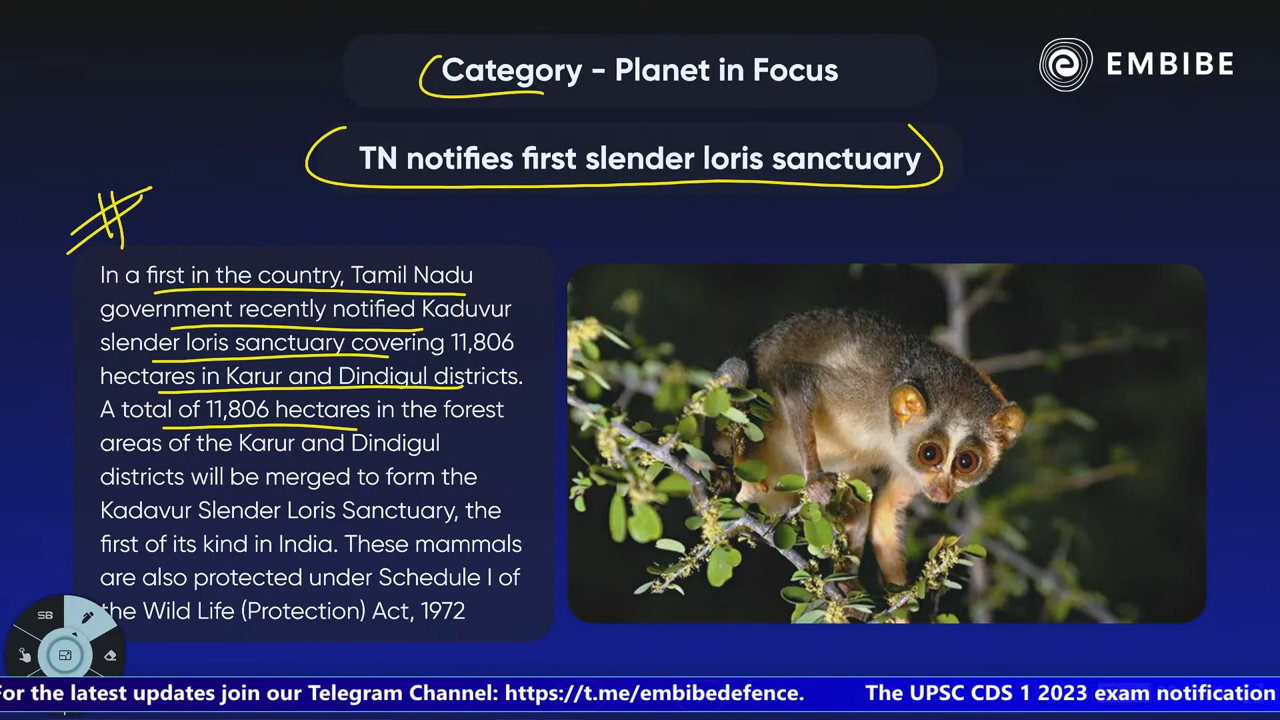 Category - Planet in Focus
EMBIBE
TN notifies first slender loris sanctuary
#
In a first in the country, Tamil Nadu
government recently notified Kaduvur
slender loris sanctuary covering 11,806
hectares in Karur and Dindigul districts.
A total of 11,806 hectares in the forest
areas of the Karur and Dindigul
districts will be merged to form the
Kadavur Slender Loris Sanctuary, the
first of its kind in India. These mammals
are also protected under Schedule I of
the Wild Life (Protection) Act, 1972
SB
For the latest updates join our Telegram Channel: https://t.me/embibedefence. The UPSC CDS 1 2023 exam notification